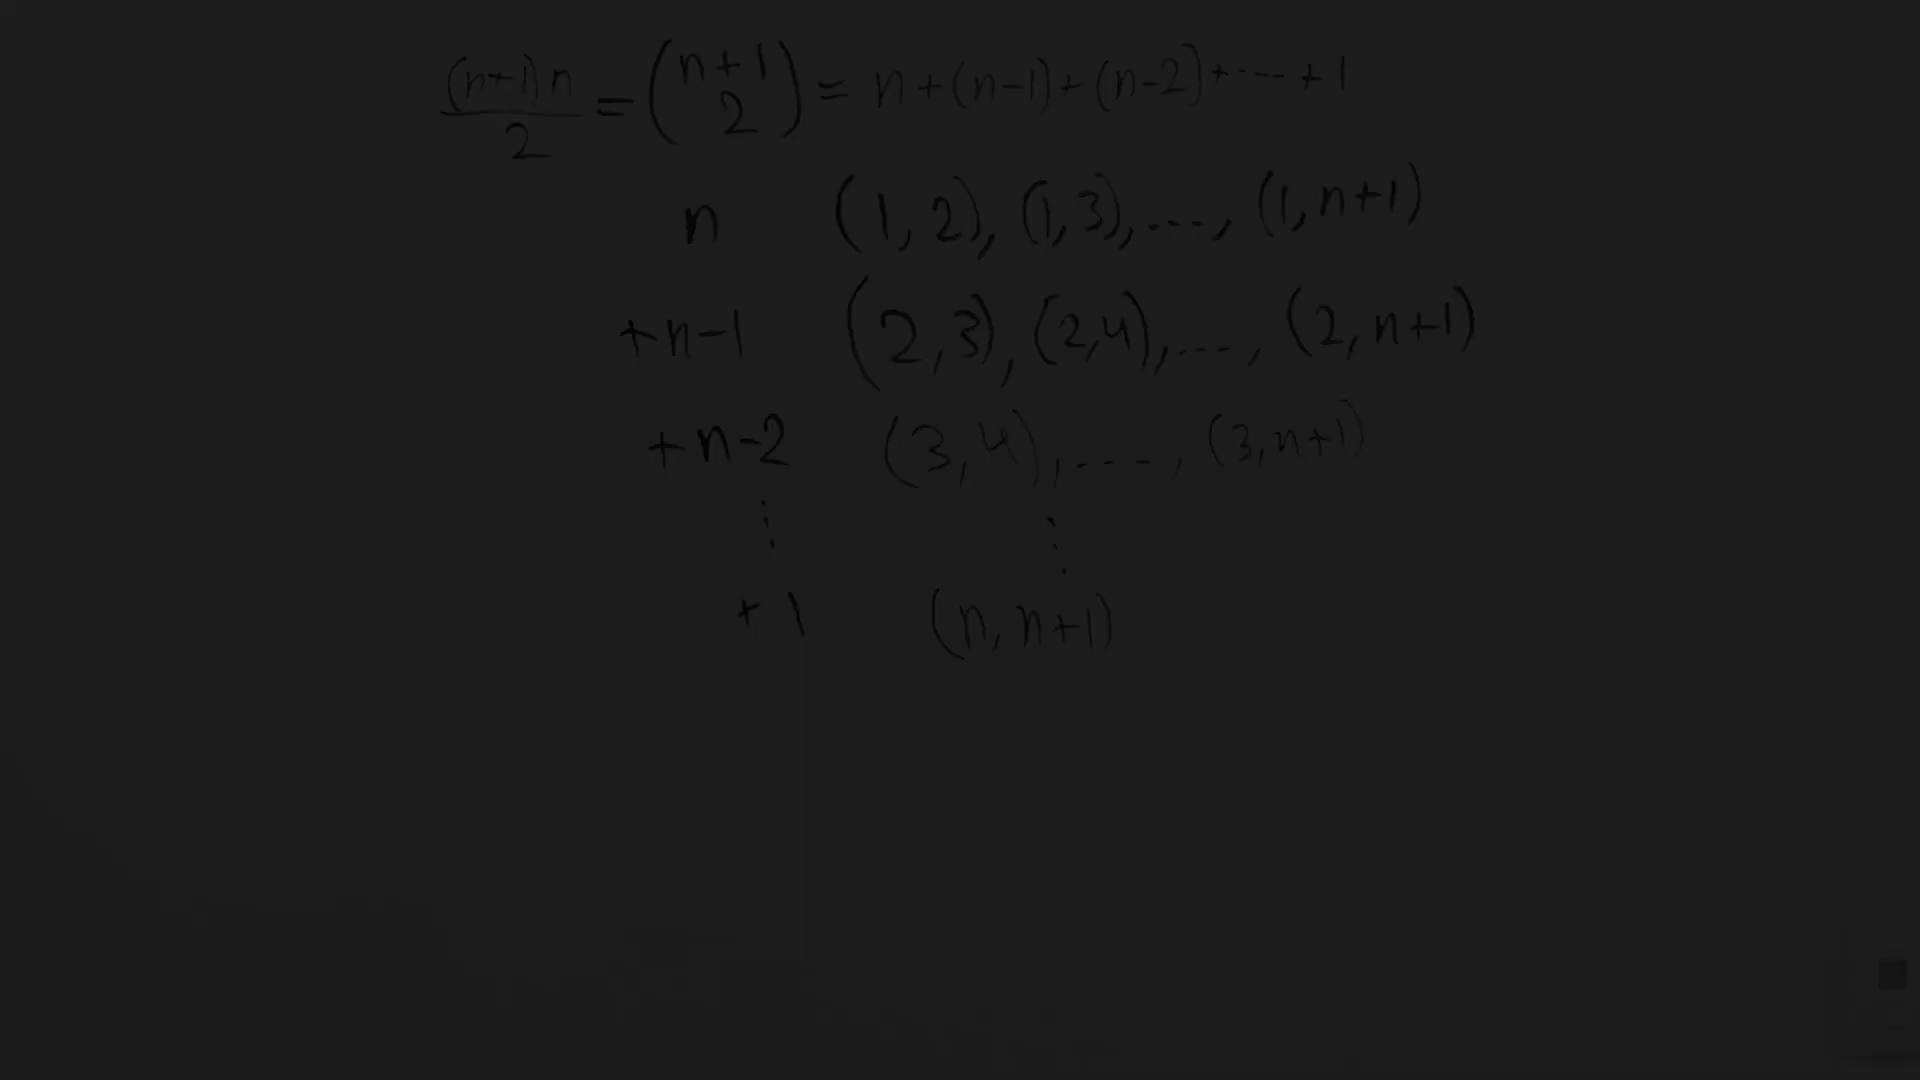 (n+1)n/2 = (n+1 2) = n+(n-1)+(n-2)+----+1
n (1,2), (1,3), ---, (1,n+1)
+n-1 (2,3), (2,4), ---, (2,n+1)
+n-2 (3,4), ---, (3,n+1)
⋮ ⋮
+1 (n,n+1)